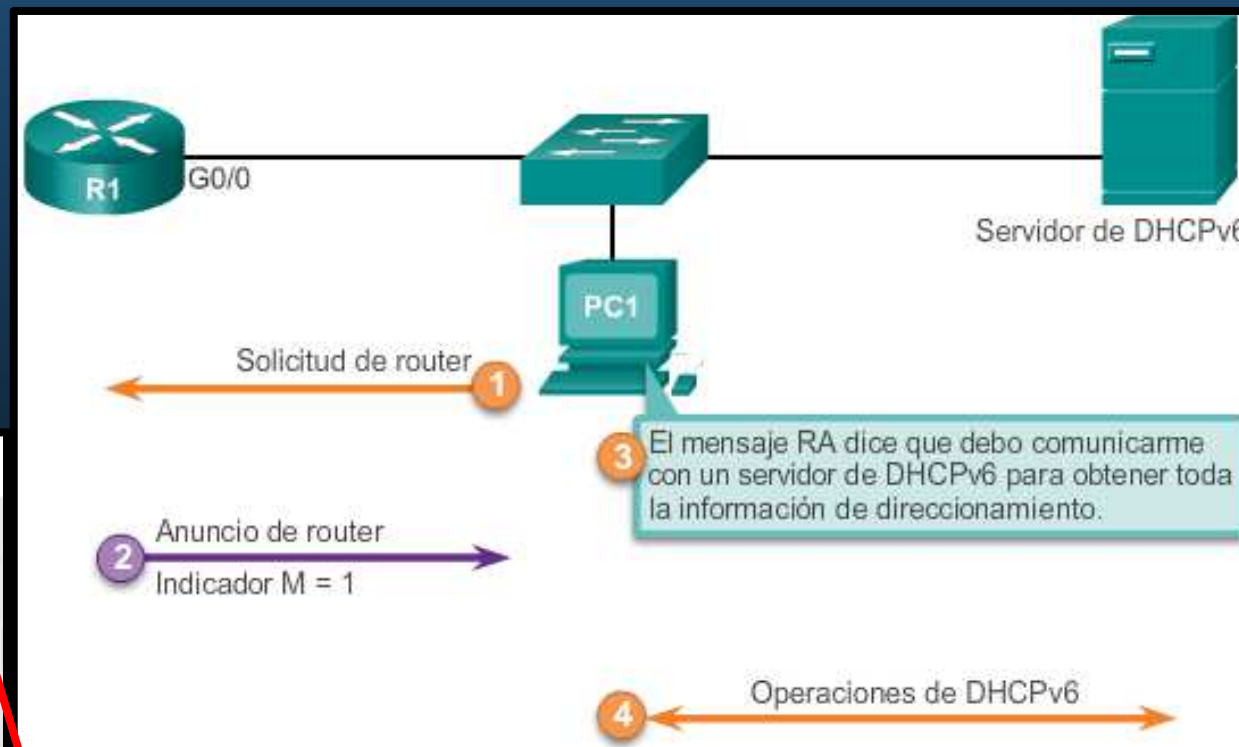 R1
G0/0
Servidor de DHCPv6
PC1
Solicitud de router
1
3
El mensaje RA dice que debo comunicarme
con un servidor de DHCPv6 para obtener toda
la información de direccionamiento.
2
Anuncio de router
Indicador M = 1
4
Operaciones de DHCPv6